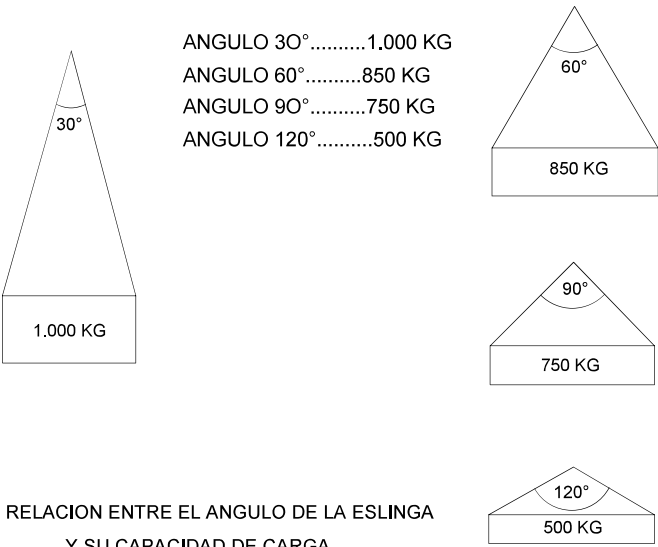 ANGULO 3O°..........1.000 KG
ANGULO 60°..........850 KG
ANGULO 9O°..........750 KG
ANGULO 120°..........500 KG
30°
1.000 KG
60°
850 KG
90°
750 KG
120°
500 KG
RELACION ENTRE EL ANGULO DE LA ESLINGA
Y SU CAPACIDAD DE CARGA